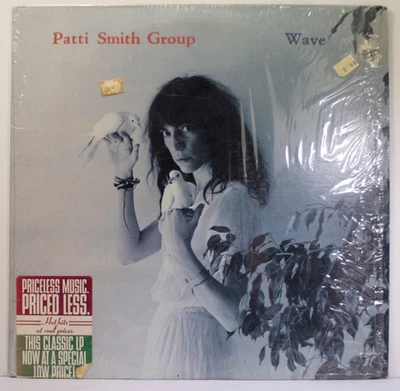 Patti Smith Group Wave
PRICELESS MUSIC.
PRICED LESS.
Hot hits
at cool prices.
THIS CLASSIC LP
NOW AT A SPECIAL
LOW PRICE!